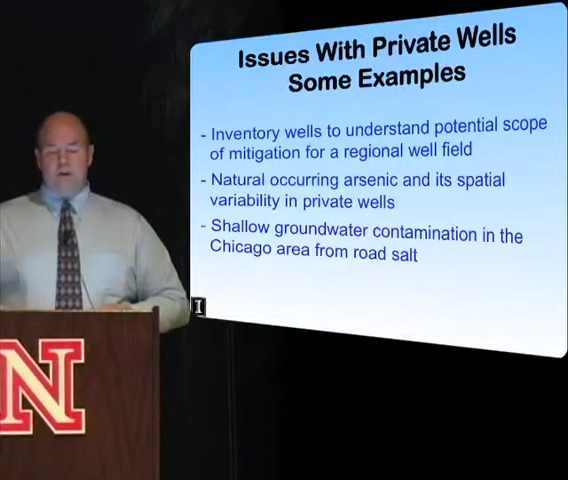 Issues With Private Wells
Some Examples
- Inventory wells to understand potential scope
of mitigation for a regional well field
- Natural occurring arsenic and its spatial
variability in private wells
- Shallow groundwater contamination in the
Chicago area from road salt
N